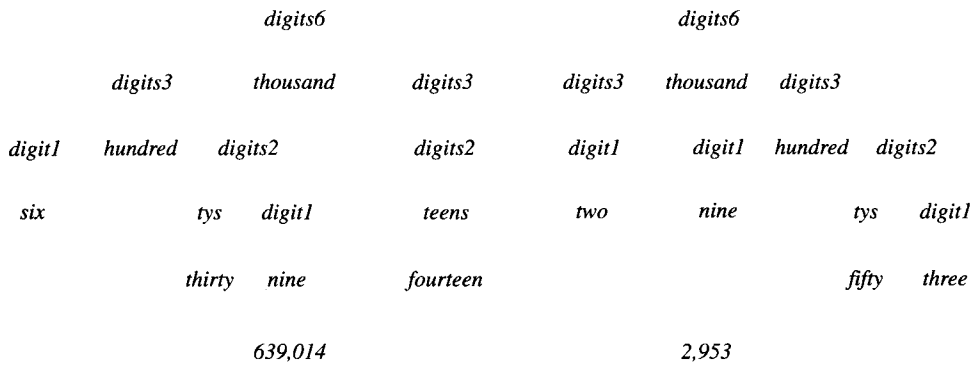 digits6 digits6
digits3 thousand digits3 digits3 thousand digits3
digit1 hundred digits2 digits2 digit1 digit1 hundred digits2
six tys digit1 teens two nine tys digit1
thirty nine fourteen fifty three
639,014 2,953